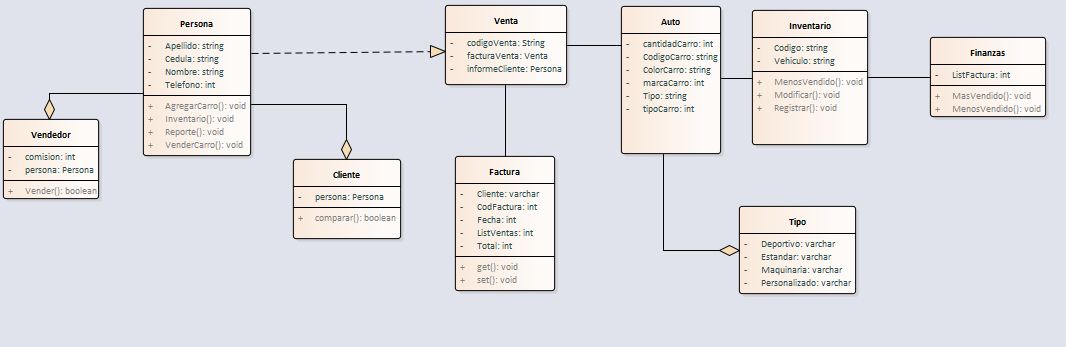 Persona
- Apellido: string
- Cedula: string
- Nombre: string
- Telefono: int
+ AgregarCarro(): void
+ Inventario(): void
+ Reporte(): void
+ VenderCarro(): void
Vendedor
- comision: int
- persona: Persona
+ Vender(): boolean
Cliente
- persona: Persona
+ comparar(): boolean
Venta
- codigoVenta: String
- facturaVenta: Venta
- informeCliente: Persona
Factura
- Cliente: varchar
- CodFactura: int
- Fecha: int
- ListVentas: int
- Total: int
+ get(): void
+ set(): void
Auto
- cantidadCarro: int
- CodigoCarro: string
- ColorCarro: string
- marcaCarro: int
- Tipo: string
- tipoCarro: int
Inventario
- Codigo: string
- Vehiculo: string
+ MenosVendido(): void
+ Modificar(): void
+ Registrar(): void
Finanzas
- ListFactura: int
+ MasVendido(): void
+ MenosVendido(): void
Tipo
- Deportivo: varchar
- Estandar: varchar
- Maquinaria: varchar
- Personalizado: varchar